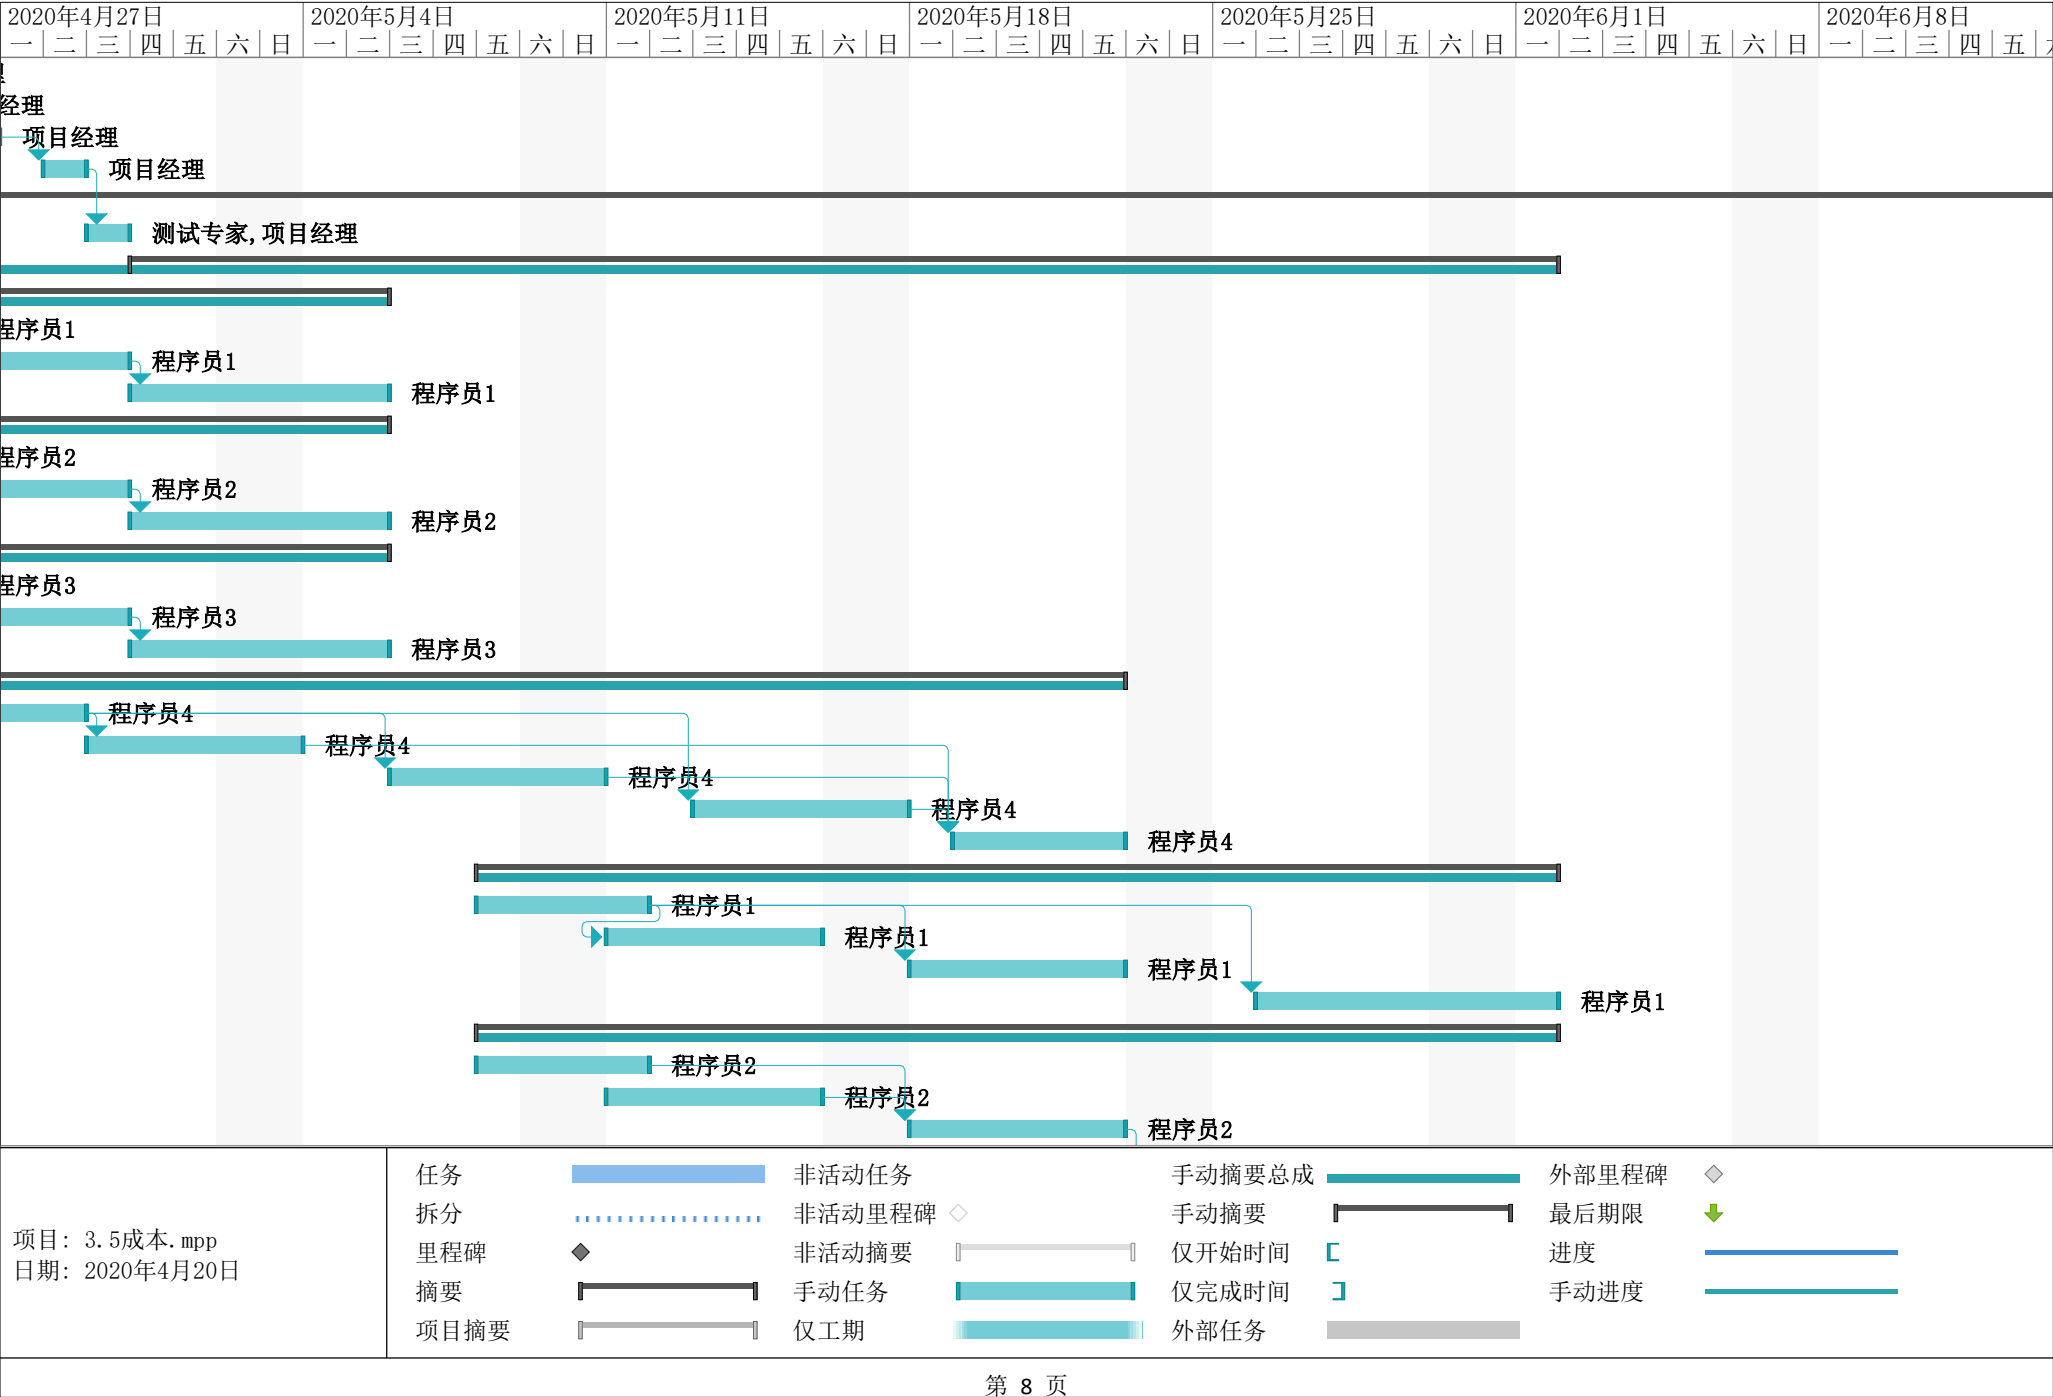 2020年4月27日 2020年5月4日 2020年5月11日 2020年5月18日 2020年5月25日 2020年6月1日 2020年6月8日
一 二 三 四 五 六 日 一 二 三 四 五 六 日 一 二 三 四 五 六 日 一 二 三 四 五 六 日 一 二 三 四 五 六 日 一 二 三 四 五 六 日 一 二 三 四 五
经理
项目经理
项目经理
测试专家,项目经理
程序员1
程序员1
程序员1
程序员2
程序员2
程序员2
程序员3
程序员3
程序员3
程序员4
程序员4
程序员4
程序员4
程序员4
程序员1
程序员1
程序员1
程序员1
程序员2
程序员2
程序员2
项目: 3.5成本.mpp
日期: 2020年4月20日
任务 非活动任务 手动摘要总成 外部里程碑
拆分 非活动里程碑 手动摘要 最后期限
里程碑 非活动摘要 仅开始时间 进度
摘要 手动任务 仅完成时间 手动进度
项目摘要 仅工期 外部任务
第 8 页